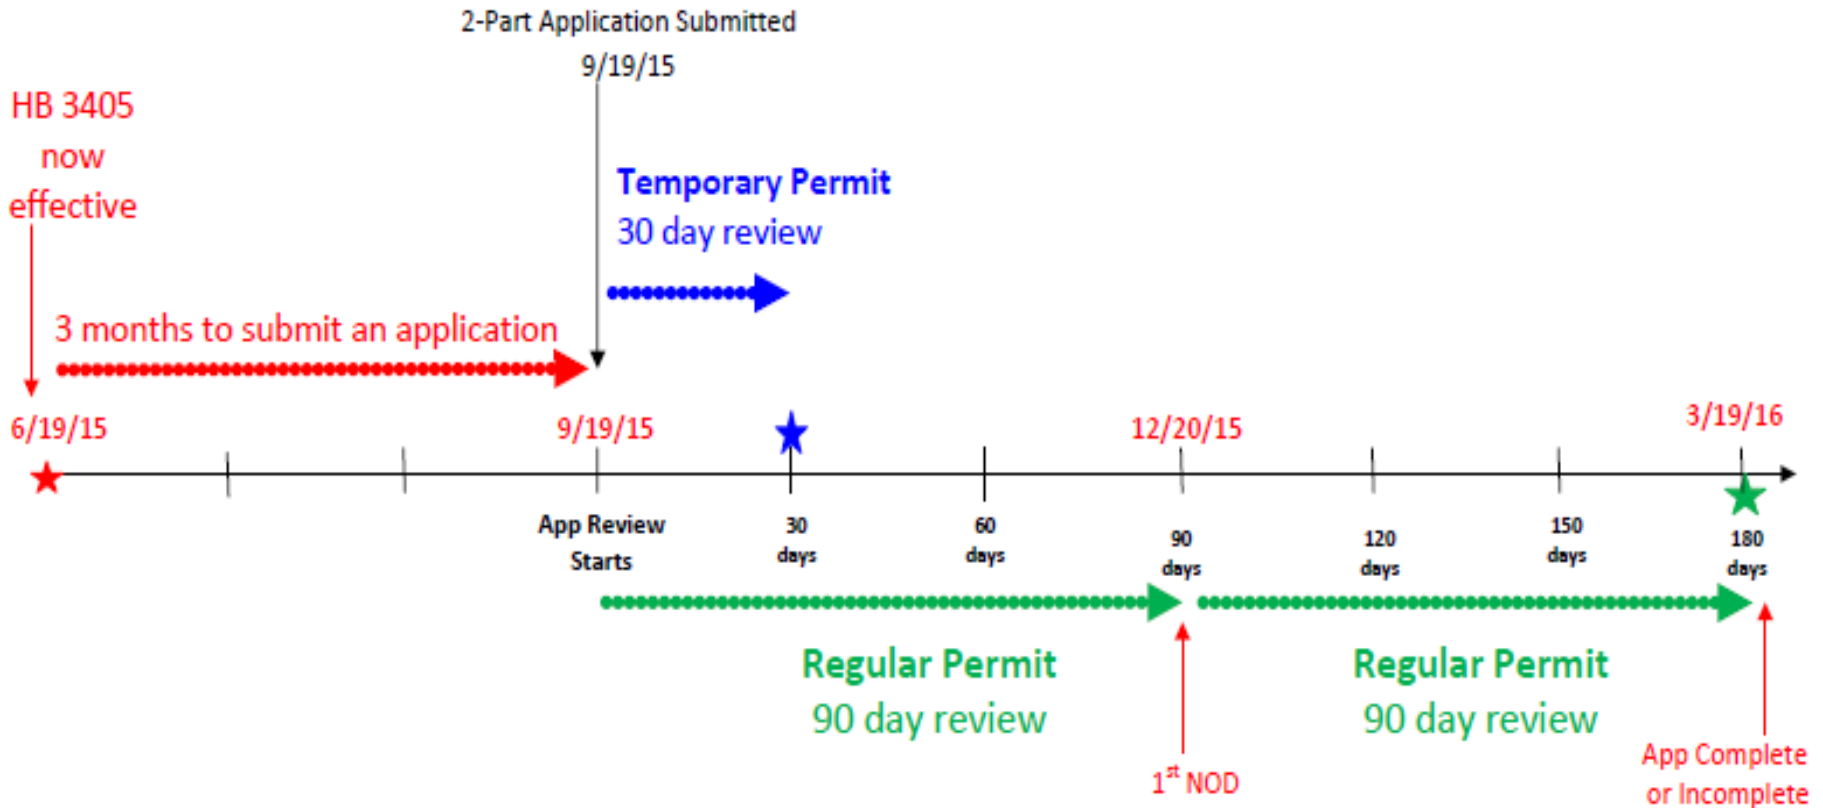 2-Part Application Submitted
9/19/15
HB 3405
now
effective
Temporary Permit
30 day review
3 months to submit an application
6/19/15
9/19/15
12/20/15
3/19/16
App Review
Starts
30
days
60
days
90
days
120
days
150
days
180
days
Regular Permit
90 day review
Regular Permit
90 day review
1st NOD
App Complete
or Incomplete